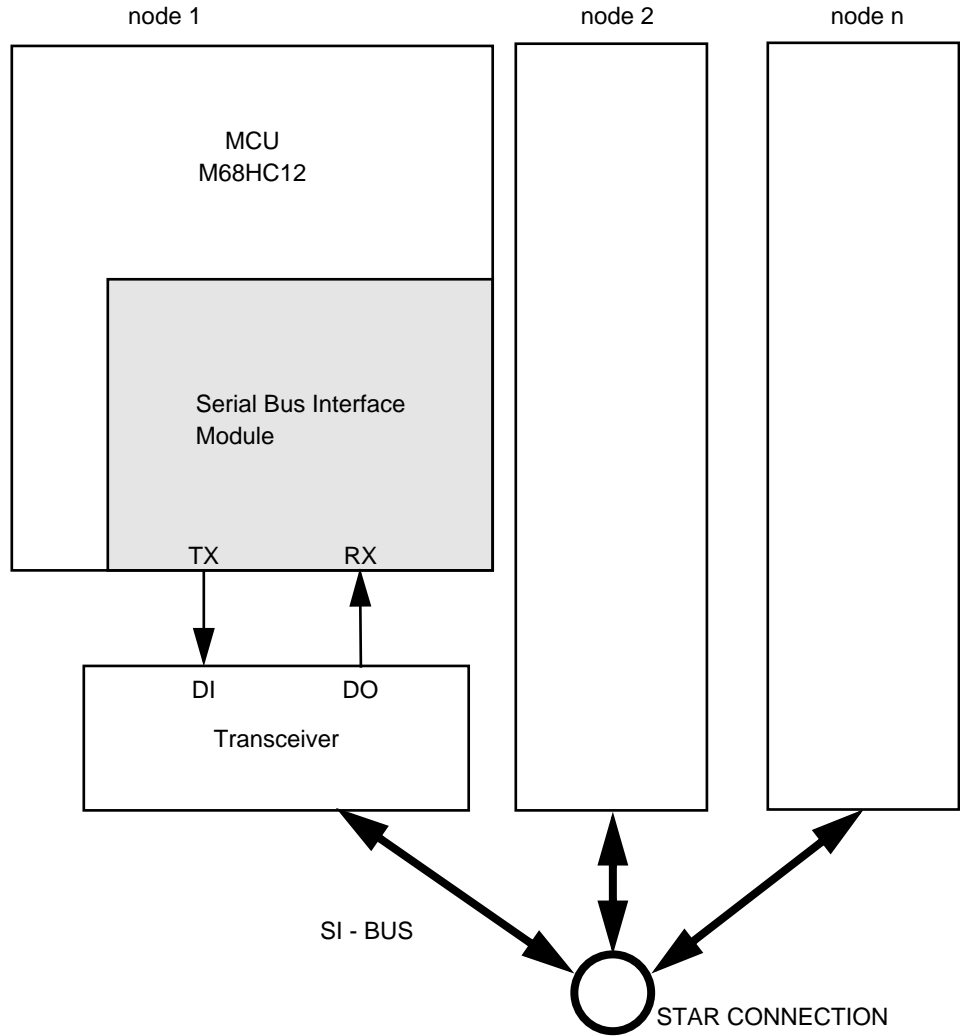 node 1
node 2
node n
MCU
M68HC12
Serial Bus Interface
Module
TX
RX
DI
DO
Transceiver
SI - BUS
STAR CONNECTION